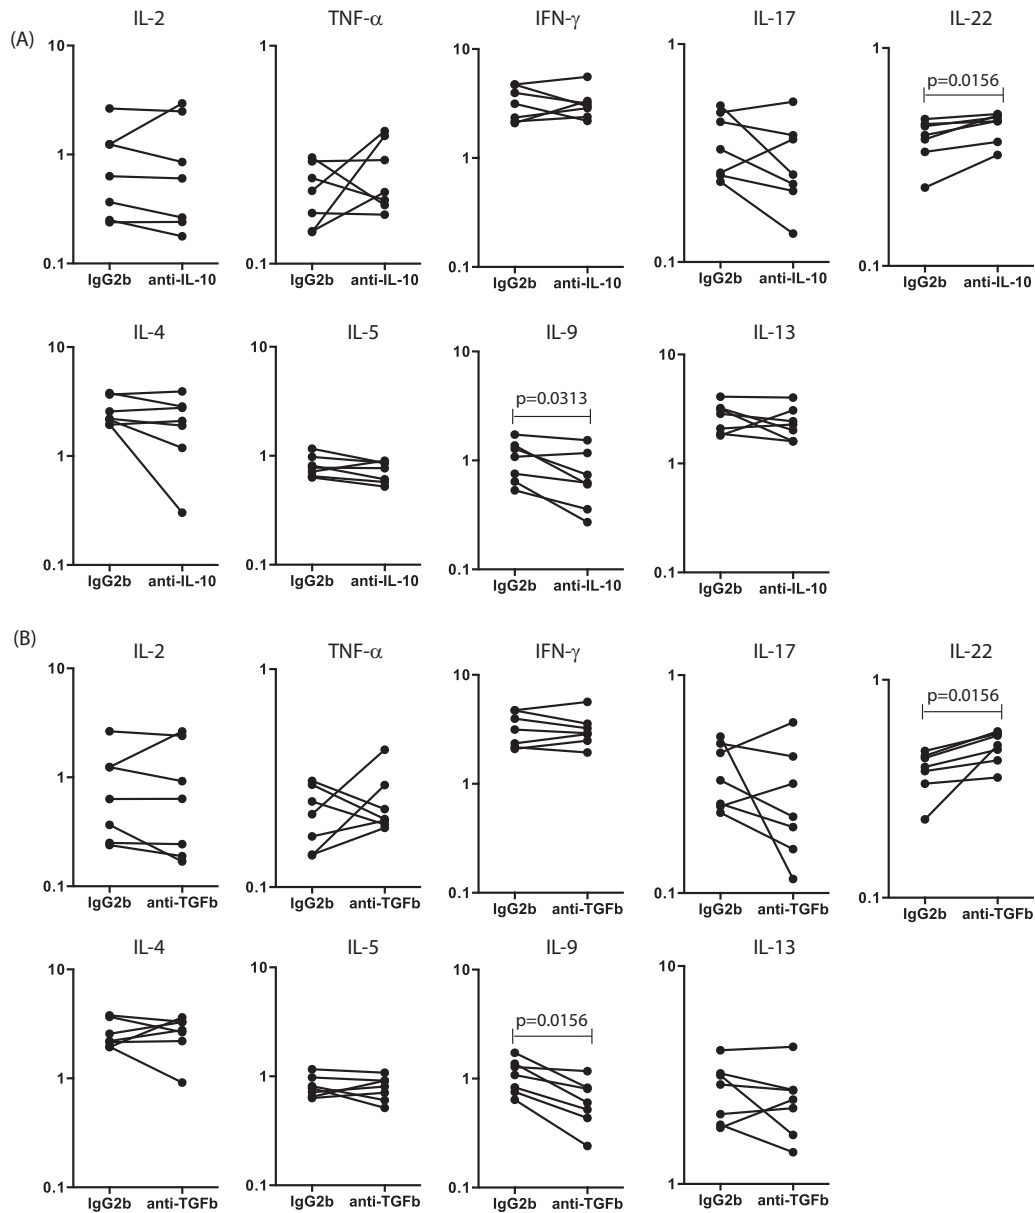 (A)
IL-2
TNF-α
IFN-γ
IL-17
IL-22
10
1
0.1
IgG2b anti-IL-10
1
0.1
IgG2b anti-IL-10
10
1
0.1
IgG2b anti-IL-10
1
0.1
IgG2b anti-IL-10
1
p=0.0156
0.1
IgG2b anti-IL-10
IL-4
IL-5
IL-9
IL-13
10
1
0.1
IgG2b anti-IL-10
10
1
0.1
IgG2b anti-IL-10
10
p=0.0313
1
0.1
IgG2b anti-IL-10
10
1
0.1
IgG2b anti-IL-10
(B)
IL-2
TNF-α
IFN-γ
IL-17
IL-22
10
1
0.1
IgG2b anti-TGFb
1
0.1
IgG2b anti-TGFb
10
1
0.1
IgG2b anti-TGFb
1
0.1
IgG2b anti-TGFb
1
p=0.0156
0.1
IgG2b anti-TGFb
IL-4
IL-5
IL-9
IL-13
10
1
0.1
IgG2b anti-TGFb
10
1
0.1
IgG2b anti-TGFb
10
p=0.0156
1
0.1
IgG2b anti-TGFb
10
1
IgG2b anti-TGFb